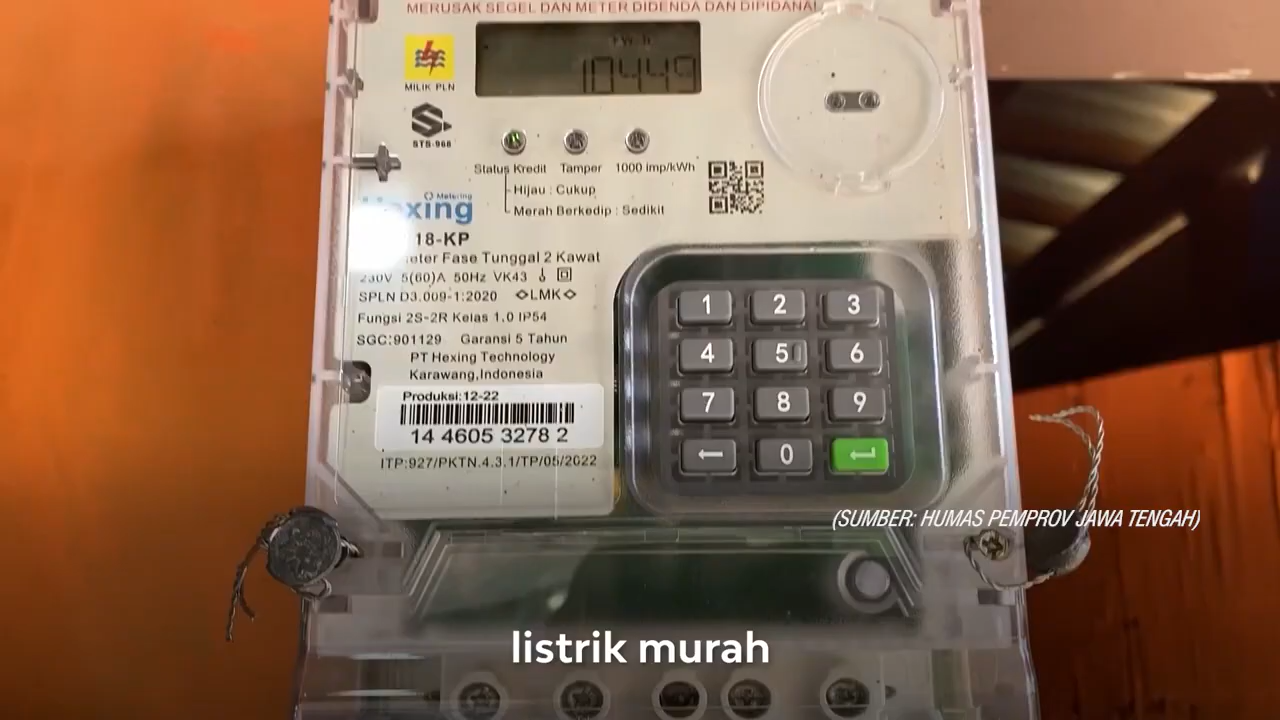 MERUSAK SEGEL DAN METER DIDENDA DAN DIPIDANA!
kWh
10449
MILIK PLN
STS-968
Status Kredit Tamper 1000 imp/kWh
Hijau : Cukup
Merah Berkedip : Sedikit
Metering
Hexing
18-KP
eter Fase Tunggal 2 Kawat
230V 5(60)A 50Hz VK43
SPLN D3.009-1:2020 LMK
Fungsi 2S-2R Kelas 1.0 IP54
SGC:901129 Garansi 5 Tahun
PT Hexing Technology
Karawang,Indonesia
Produksi:12-22
14 4605 3278 2
ITP:927/PKTN.4.3.1/TP/05/2022
1 2 3
4 5 6
7 8 9
0
(SUMBER: HUMAS PEMPROV JAWA TENGAH)
listrik murah